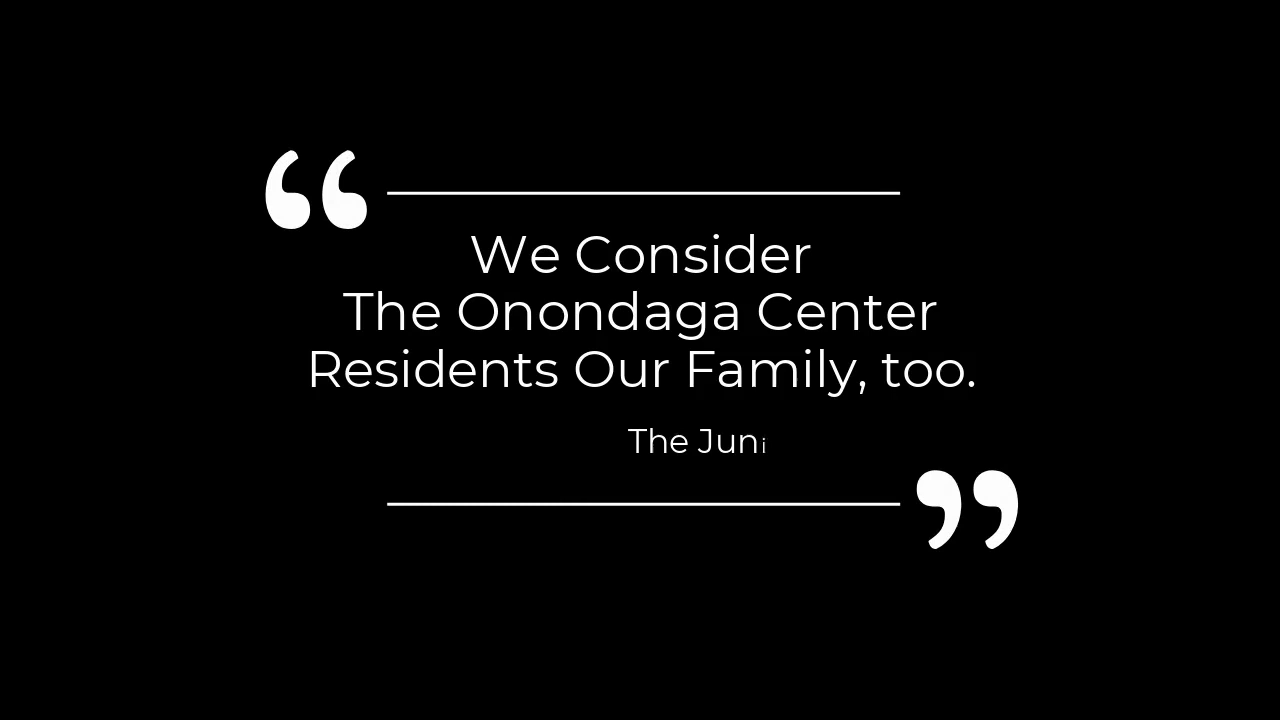 We Consider
The Onondaga Center
Residents Our Family, too.
The Juni